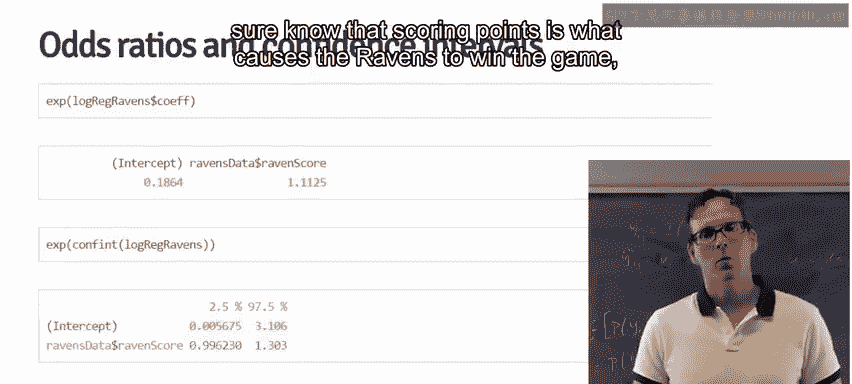 sure know that scoring points is what
Odds ratios and confidence intervals
causes the Ravens to win the game,
exp(logRegRavens$coeff)
(Intercept) ravensData$ravenScore
0.1864 1.1125
exp(confint(logRegRavens))
2.5 % 97.5 %
(Intercept) 0.005675 3.106
ravensData$ravenScore 0.996230 1.303